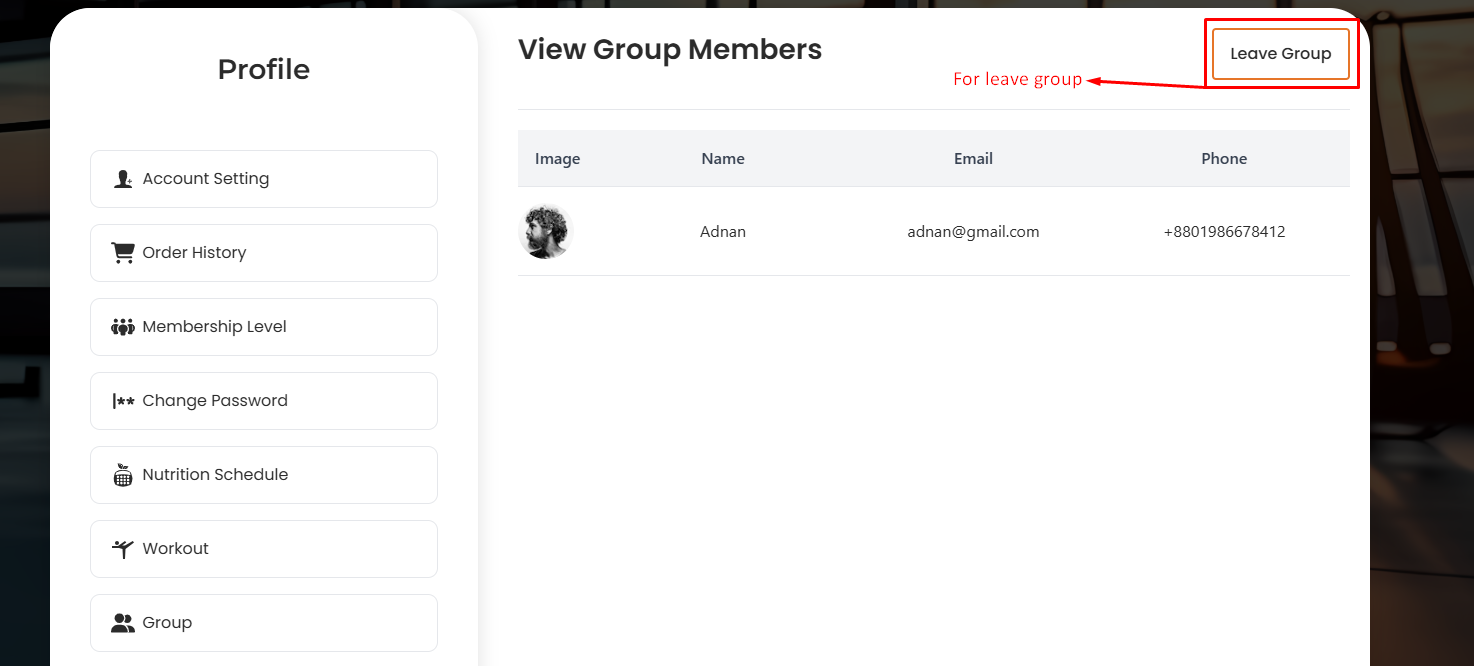 Profile
Account Setting
Order History
Membership Level
Change Password
Nutrition Schedule
Workout
Group
View Group Members
Leave Group
For leave group
Image Name Email Phone
Adnan adnan@gmail.com +8801986678412